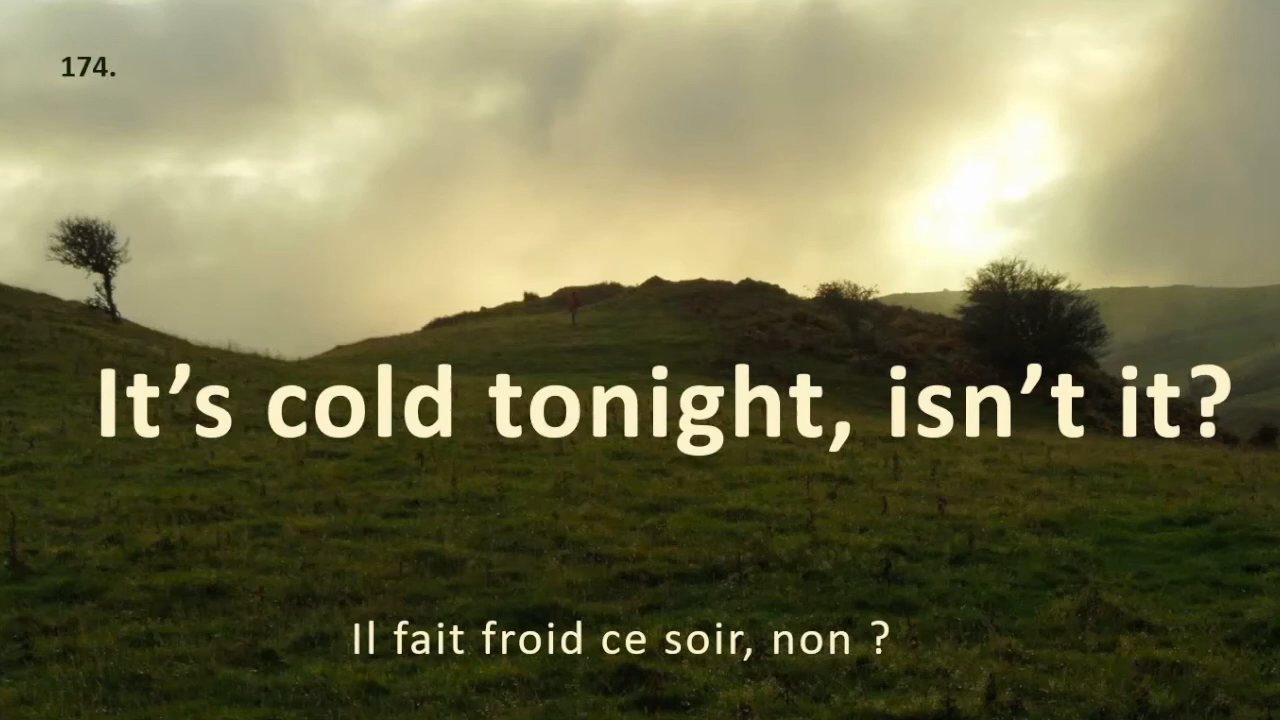 174.
It’s cold tonight, isn’t it?
Il fait froid ce soir, non ?